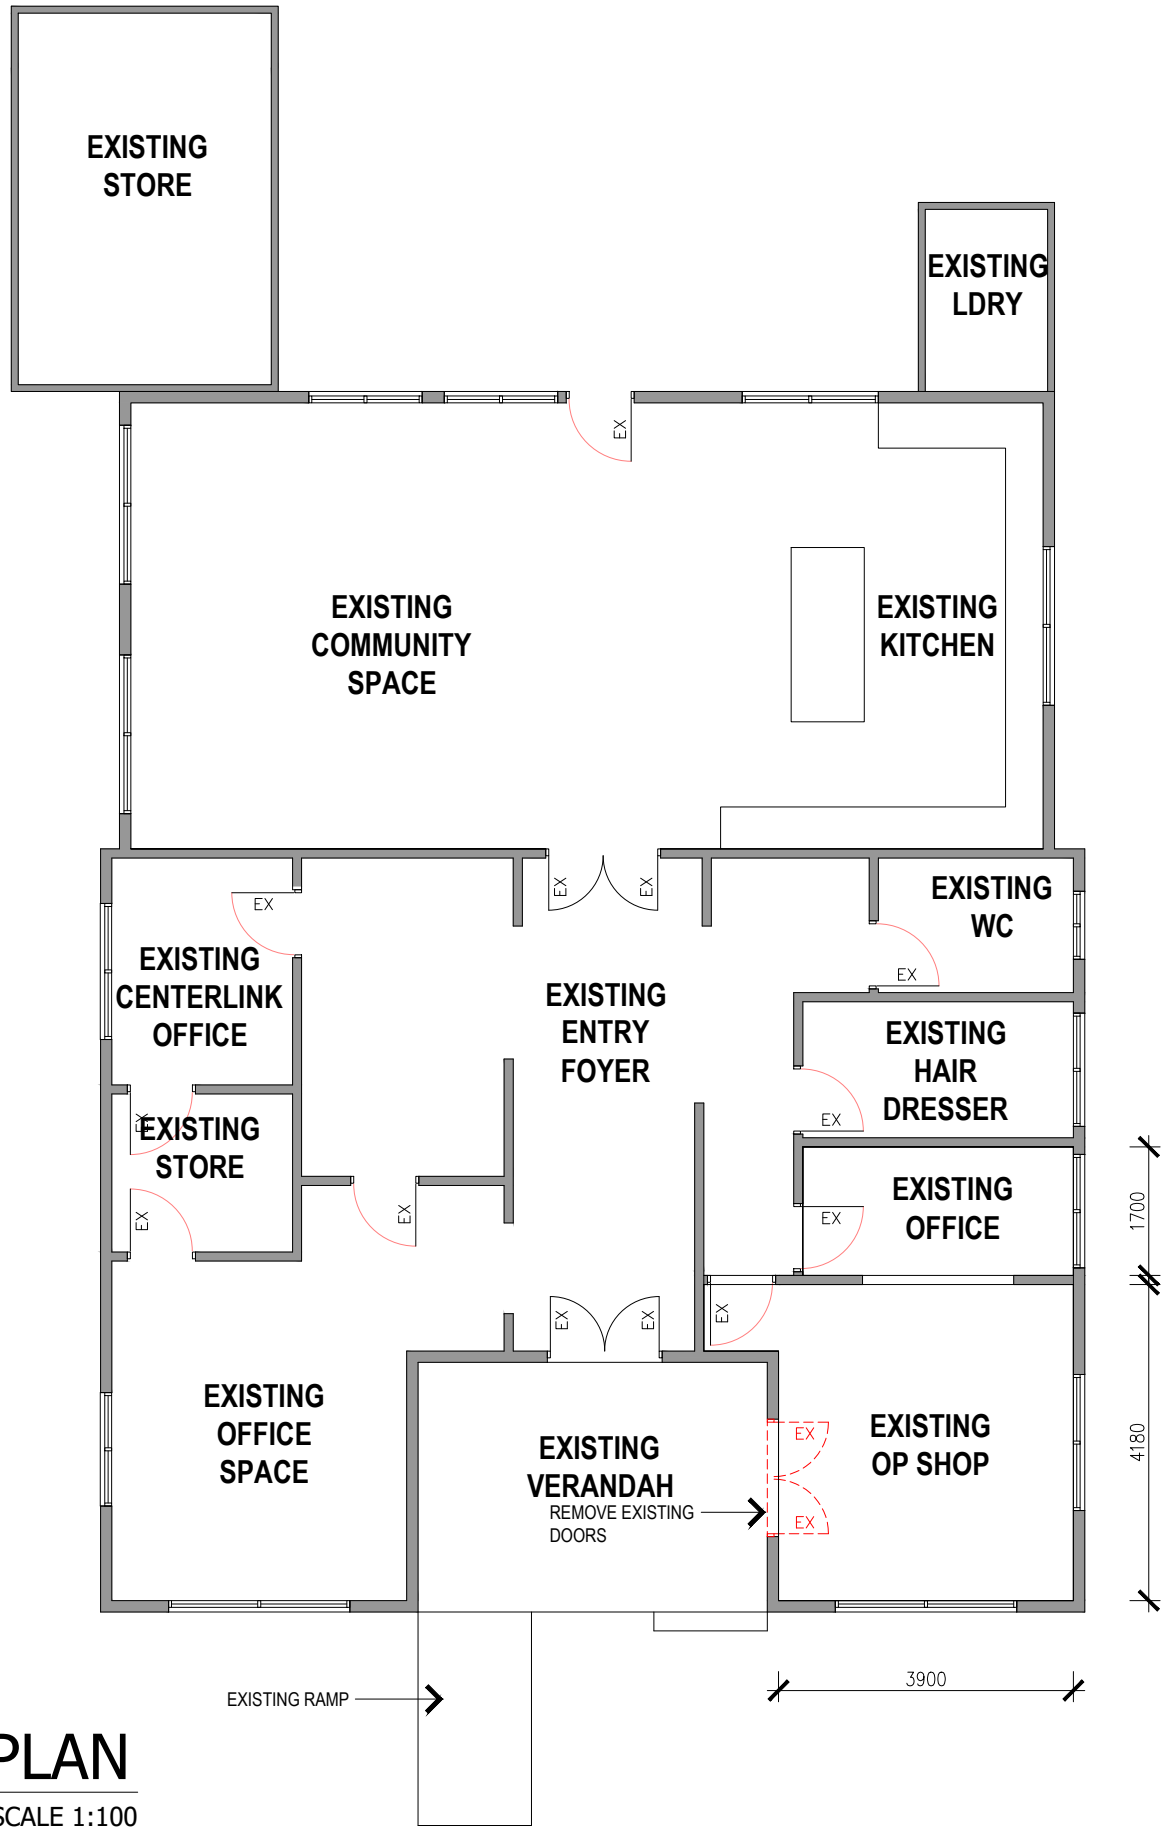 EXISTING
STORE
EXISTING
LDRY
EX
EXISTING
COMMUNITY
SPACE
EXISTING
KITCHEN
EX
EX
EX
EXISTING
WC
EX
EXISTING
CENTERLINK
OFFICE
EXISTING
ENTRY
FOYER
EXISTING
HAIR
DRESSER
EX
EX
EXISTING
STORE
EX
EX
EXISTING
OFFICE
EX
1700
EX
EX
EX
EXISTING
OFFICE
SPACE
EXISTING
VERANDAH
REMOVE EXISTING
DOORS
EX
EX
EXISTING
OP SHOP
4180
3900
EXISTING RAMP
PLAN
SCALE 1:100